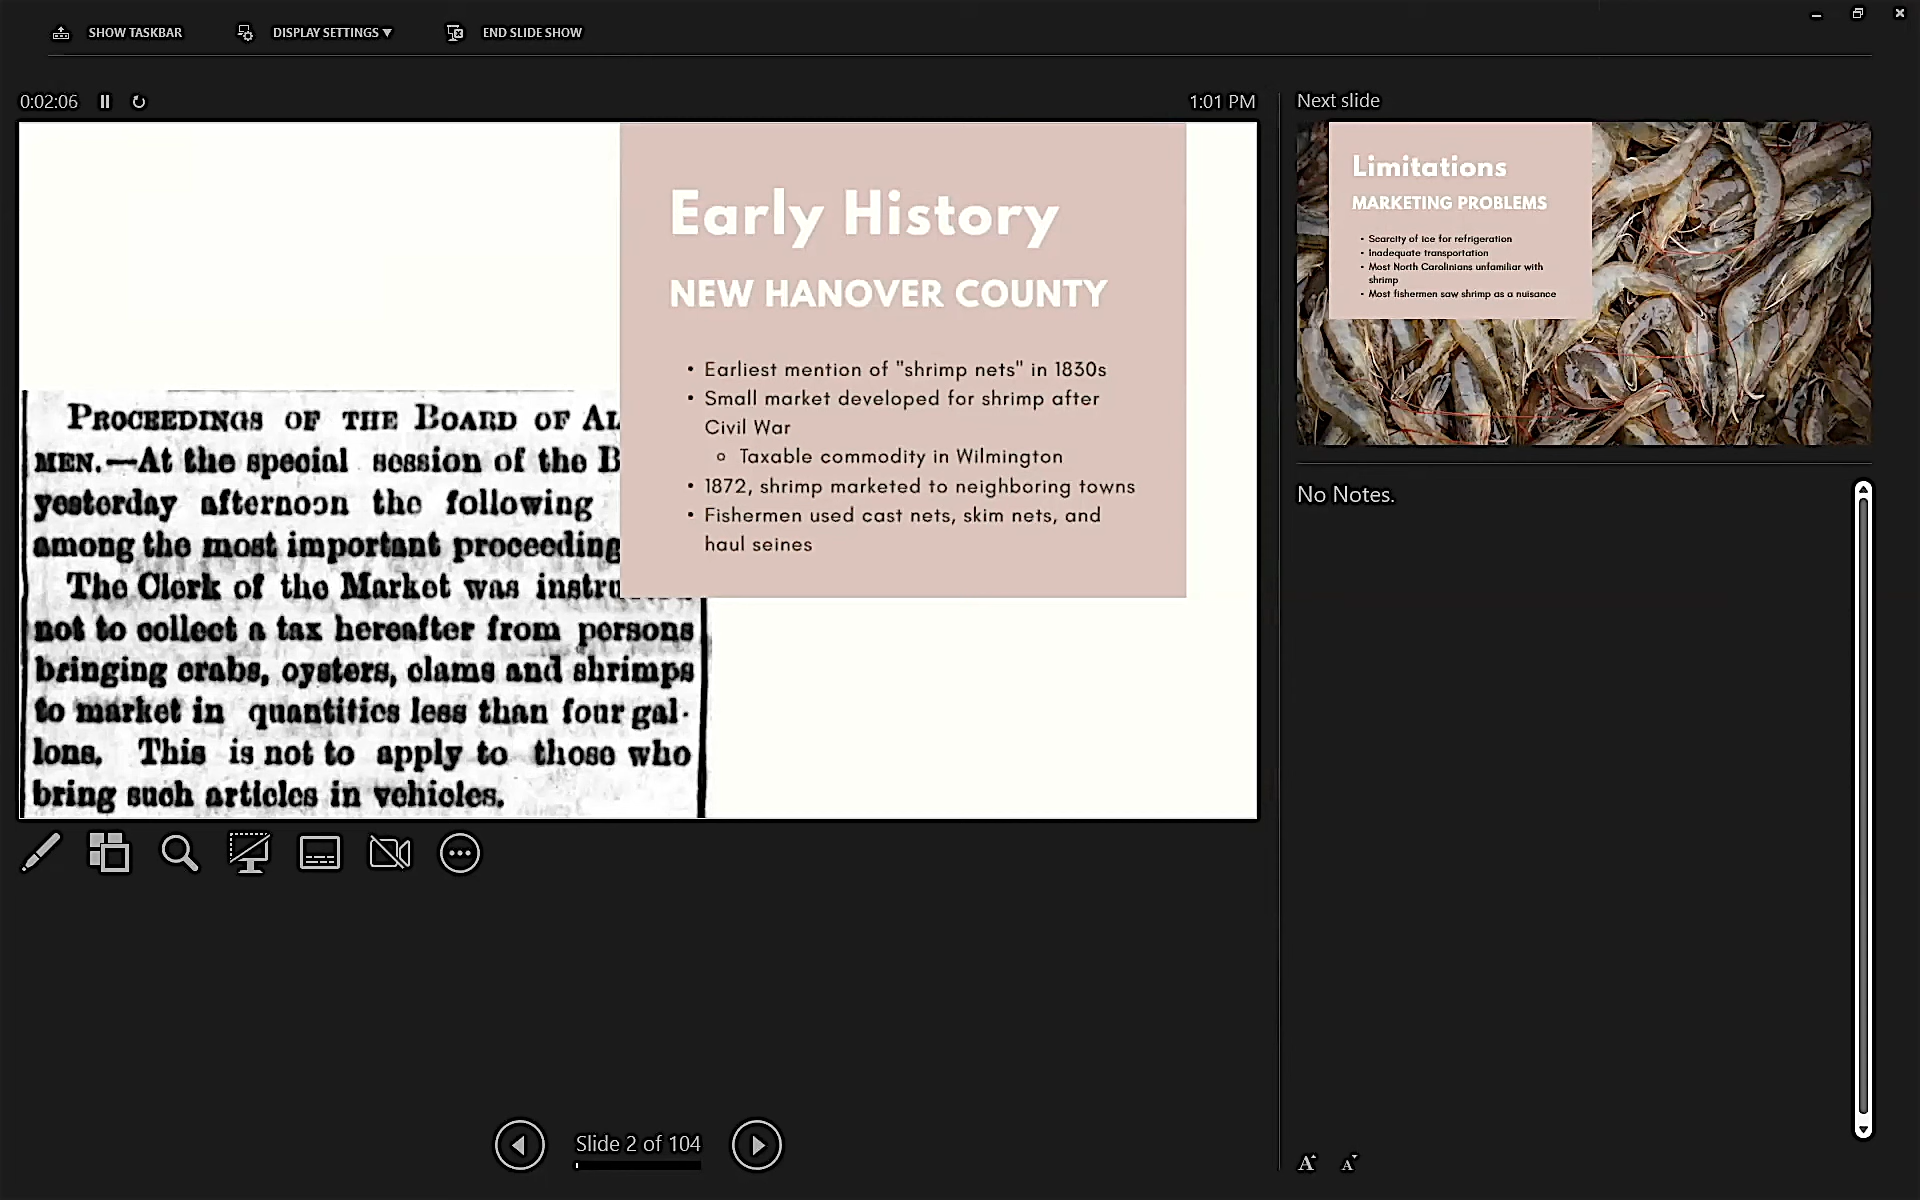 SHOW TASKBAR
DISPLAY SETTINGS ▼
END SLIDE SHOW
0:02:06
1:01 PM
Early History
NEW HANOVER COUNTY
• Earliest mention of "shrimp nets" in 1830s
• Small market developed for shrimp after
Civil War
○ Taxable commodity in Wilmington
• 1872, shrimp marketed to neighboring towns
• Fishermen used cast nets, skim nets, and
haul seines
PROCEEDINGS OF THE BOARD OF AL
MEN.—At the special session of the B
yesterday afternoon the following
among the most important proceeding
The Clerk of the Market was instru
not to collect a tax hereafter from persons
bringing crabs, oysters, clams and shrimps
to market in quantities less than four gal-
lons. This is not to apply to those who
bring such articles in vehicles.
Slide 2 of 104
Next slide
Limitations
MARKETING PROBLEMS
• Scarcity of ice for refrigeration
• Inadequate transportation
• Most North Carolinians unfamiliar with
shrimp
• Most fishermen saw shrimp as a nuisance
No Notes.
A A